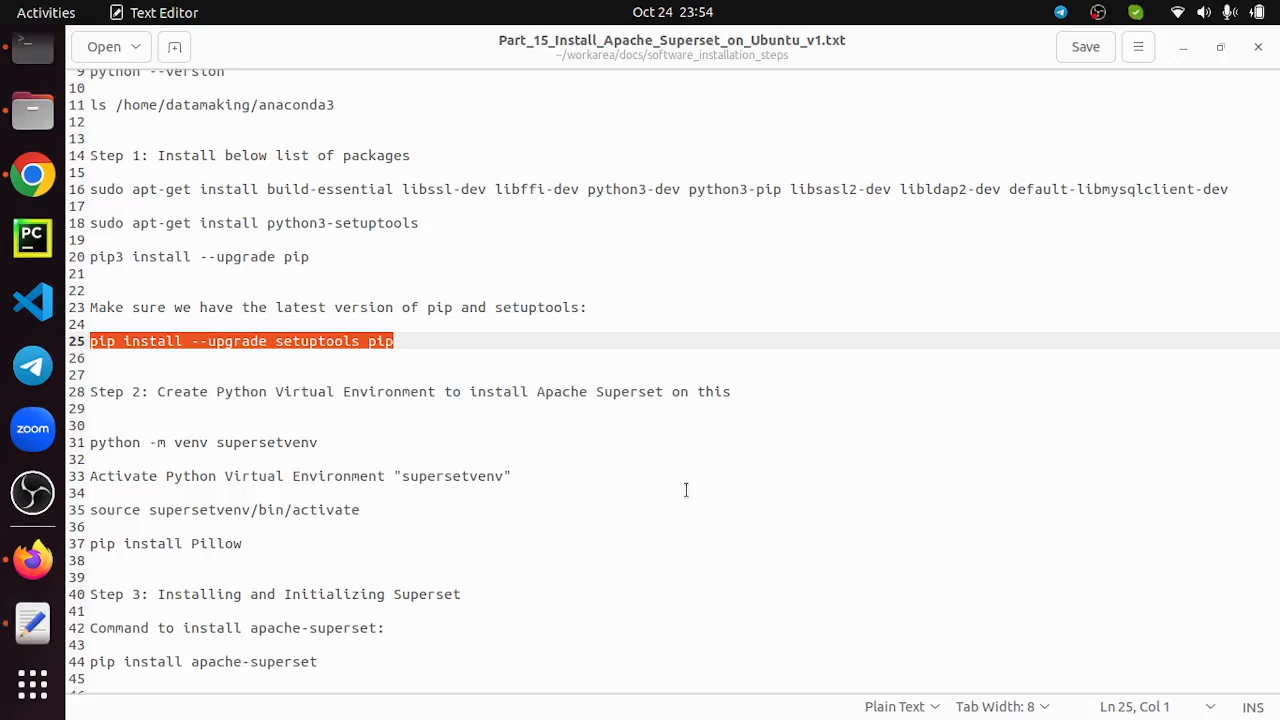 Activities
Text Editor
Oct 24 23:54
Open
Part_15_Install_Apache_Superset_on_Ubuntu_v1.txt
~/workarea/docs/software_installation_steps
Save
9 python --version
10
11 ls /home/datamaking/anaconda3
12
13
14 Step 1: Install below list of packages
15
16 sudo apt-get install build-essential libssl-dev libffi-dev python3-dev python3-pip libsasl2-dev libldap2-dev default-libmysqlclient-dev
17
18 sudo apt-get install python3-setuptools
19
20 pip3 install --upgrade pip
21
22
23 Make sure we have the latest version of pip and setuptools:
24
25 pip install --upgrade setuptools pip
26
27
28 Step 2: Create Python Virtual Environment to install Apache Superset on this
29
30
31 python -m venv supersetvenv
32
33 Activate Python Virtual Environment "supersetvenv"
34
35 source supersetvenv/bin/activate
36
37 pip install Pillow
38
39
40 Step 3: Installing and Initializing Superset
41
42 Command to install apache-superset:
43
44 pip install apache-superset
45
PC
zoom
Plain Text
Tab Width: 8
Ln 25, Col 1
INS